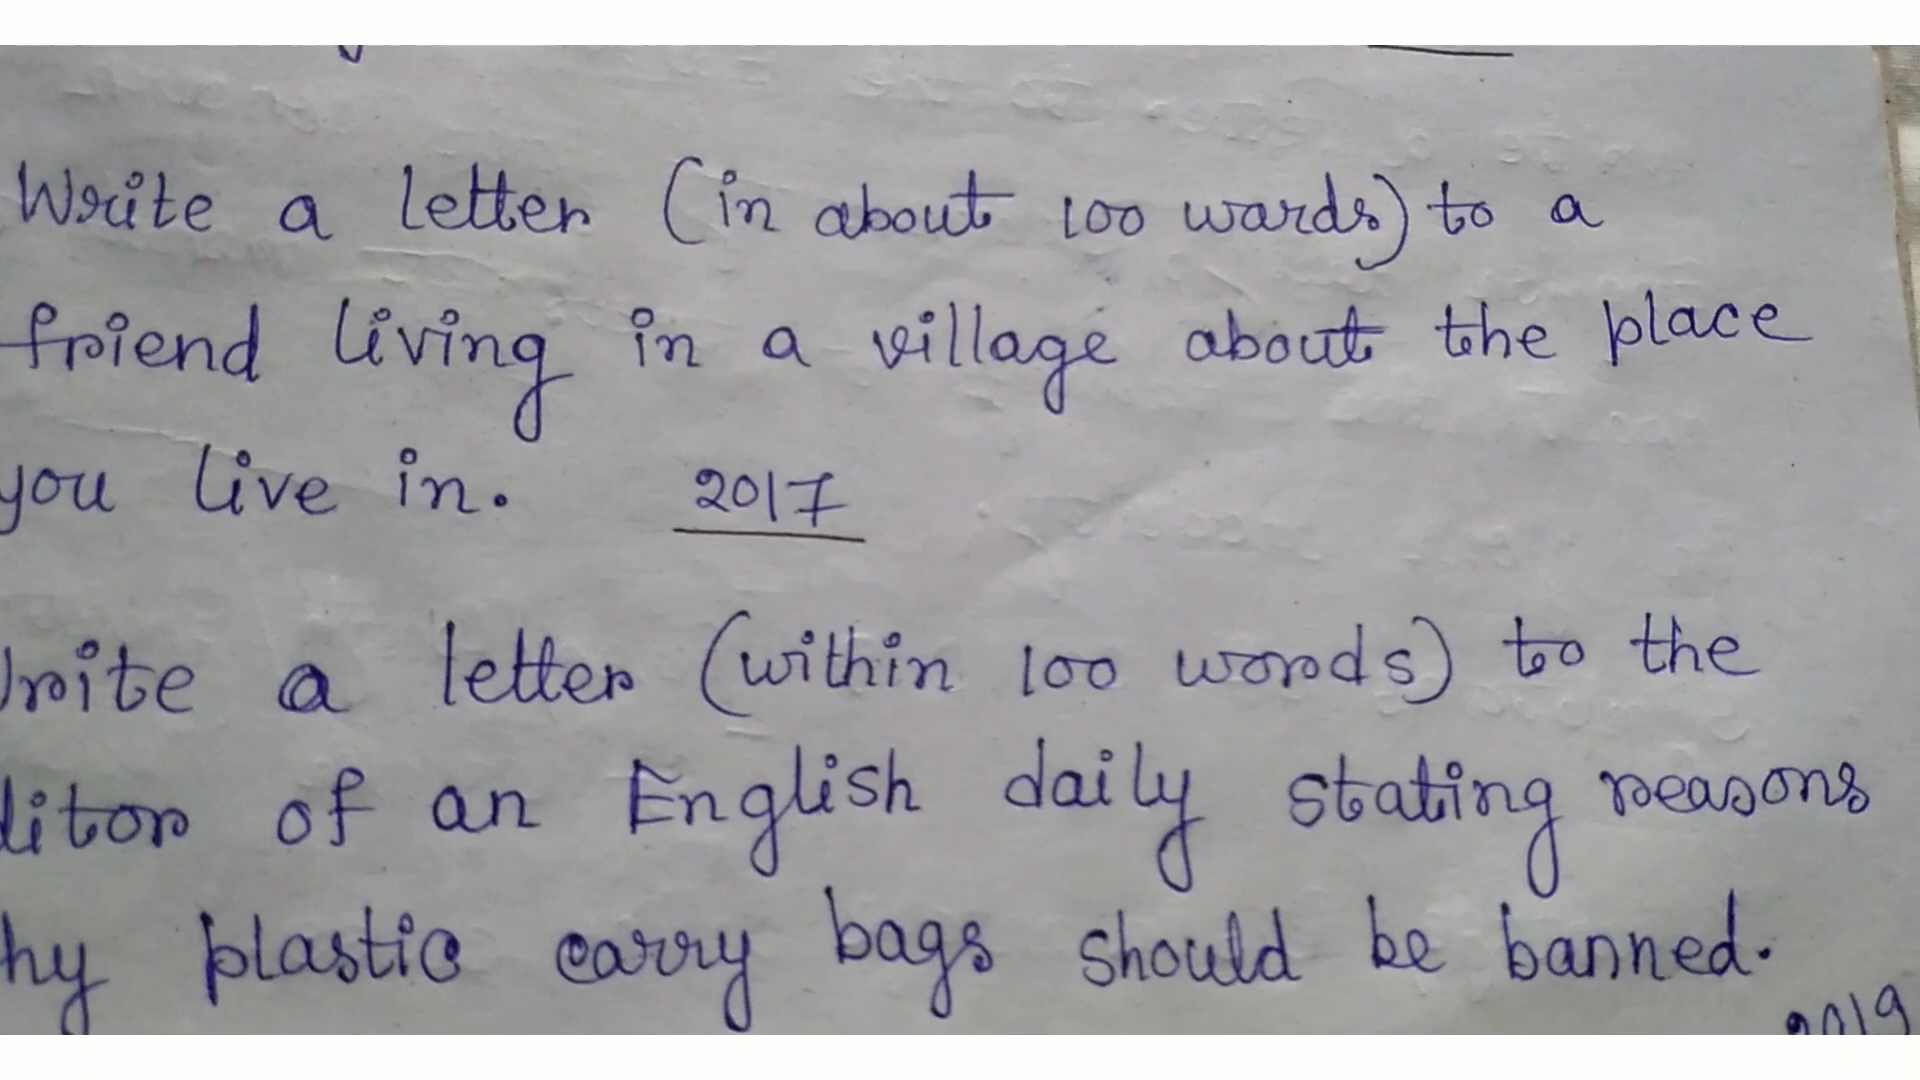 Write a letter (in about 100 wards) to a
friend living in a village about the place
you live in. 2017
rite a letter (within 100 words) to the
ditor of an English daily stating reasons
hy plastic carry bags should be banned.
2019